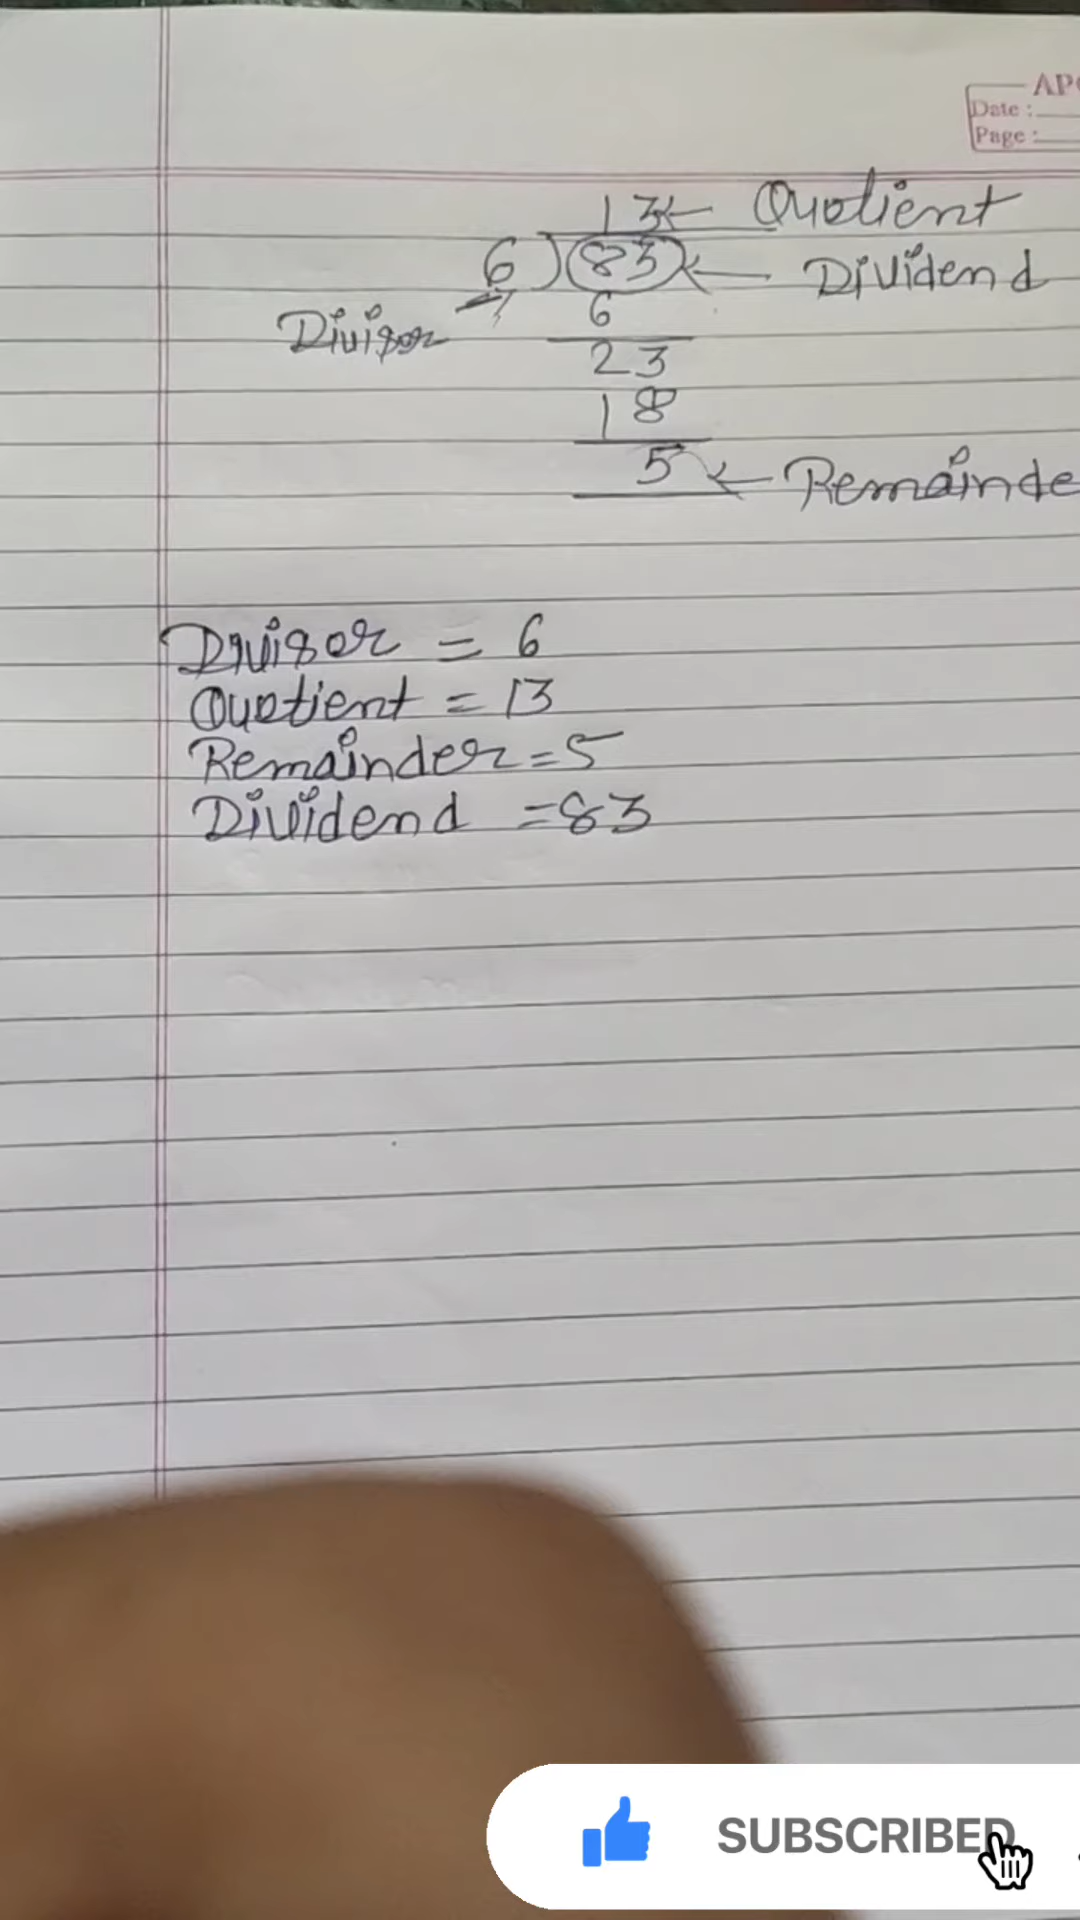 APC
Date :
Page :
13 ← Quotient
6 ) 83 ← Dividend
Divisor
6
23
18
5 ← Remainde
Divisor = 6
Quotient = 13
Remainder = 5
Dividend = 83
SUBSCRIBED